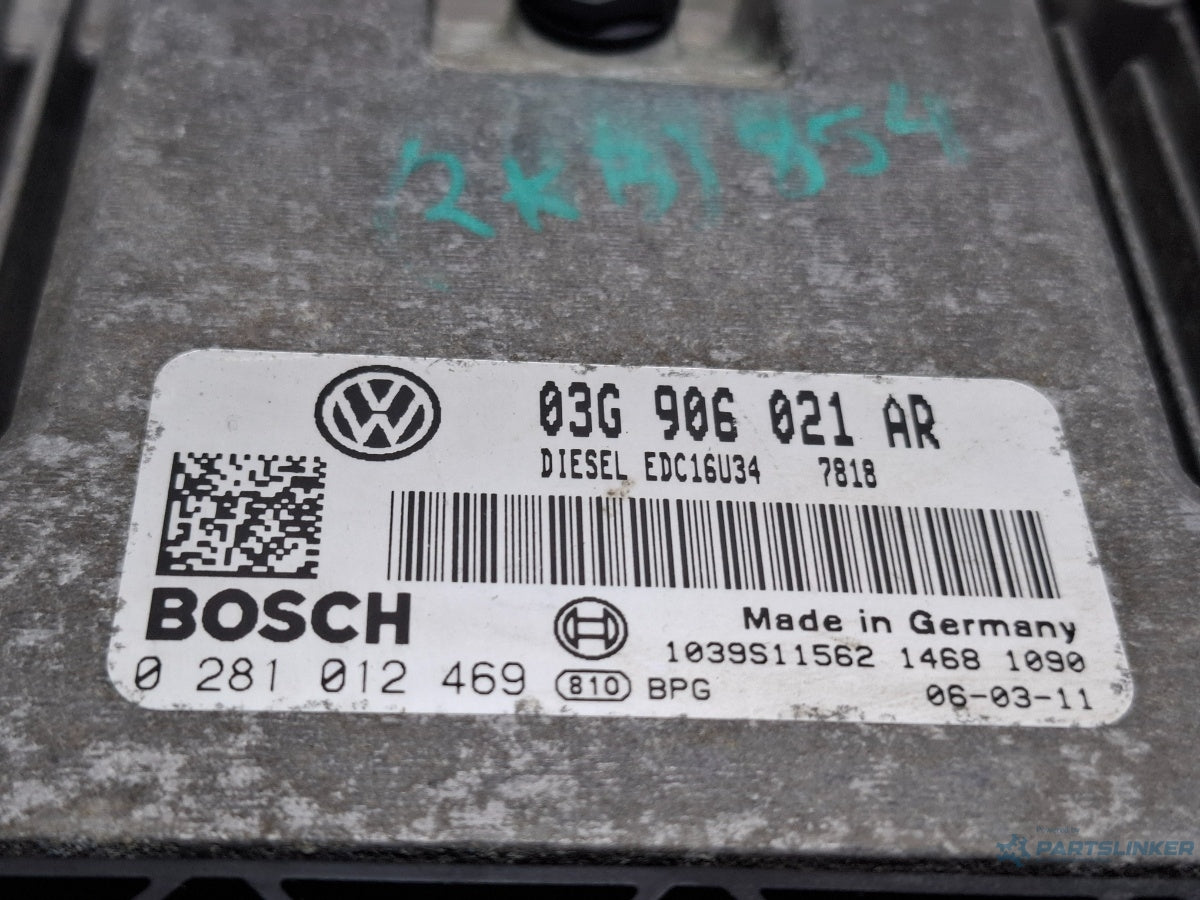 854
03G 906 021 AR
DIESEL EDC16U34 7818
BOSCH
Made in Germany
1039S11562 1468 1090
0 281 012 469 810 BPG
06-03-11
PARTSLINKER